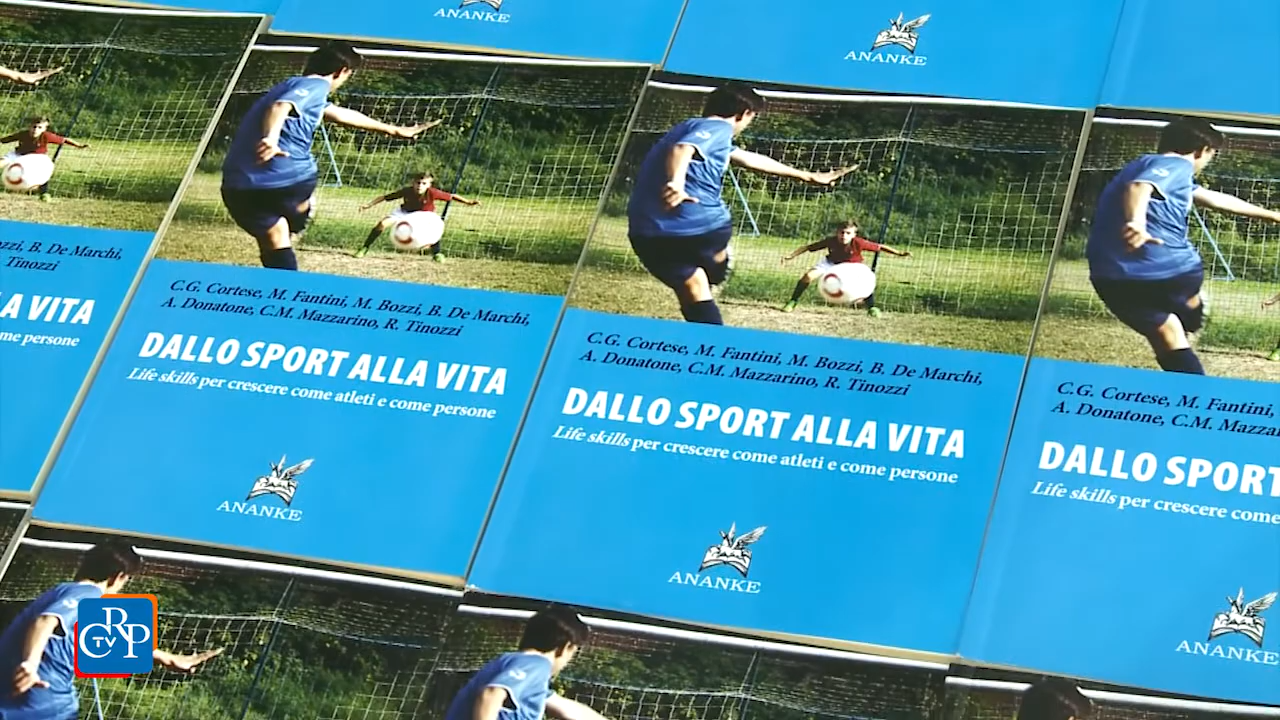 ANANKE
ANANKE
zzi, B. De Marchi,
Tinozzi
A VITA
me persone
C.G. Cortese, M. Fantini, M. Bozzi, B. De Marchi,
A. Donatone, C.M. Mazzarino, R. Tinozzi
DALLO SPORT ALLA VITA
Life skills per crescere come atleti e come persone
ANANKE
C.G. Cortese, M. Fantini, M. Bozzi, B. De Marchi,
A. Donatone, C.M. Mazzarino, R. Tinozzi
DALLO SPORT ALLA VITA
Life skills per crescere come atleti e come persone
ANANKE
C.G. Cortese, M. Fantini,
A. Donatone, C.M. Mazzar
DALLO SPORT
Life skills per crescere come
ANANKE
CRP
TV